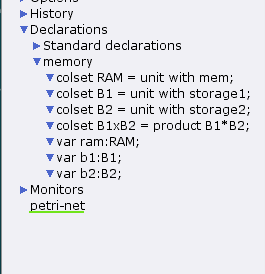 Options
History
Declarations
Standard declarations
memory
colset RAM = unit with mem;
colset B1 = unit with storage1;
colset B2 = unit with storage2;
colset B1xB2 = product B1*B2;
var ram:RAM;
var b1:B1;
var b2:B2;
Monitors
petri-net